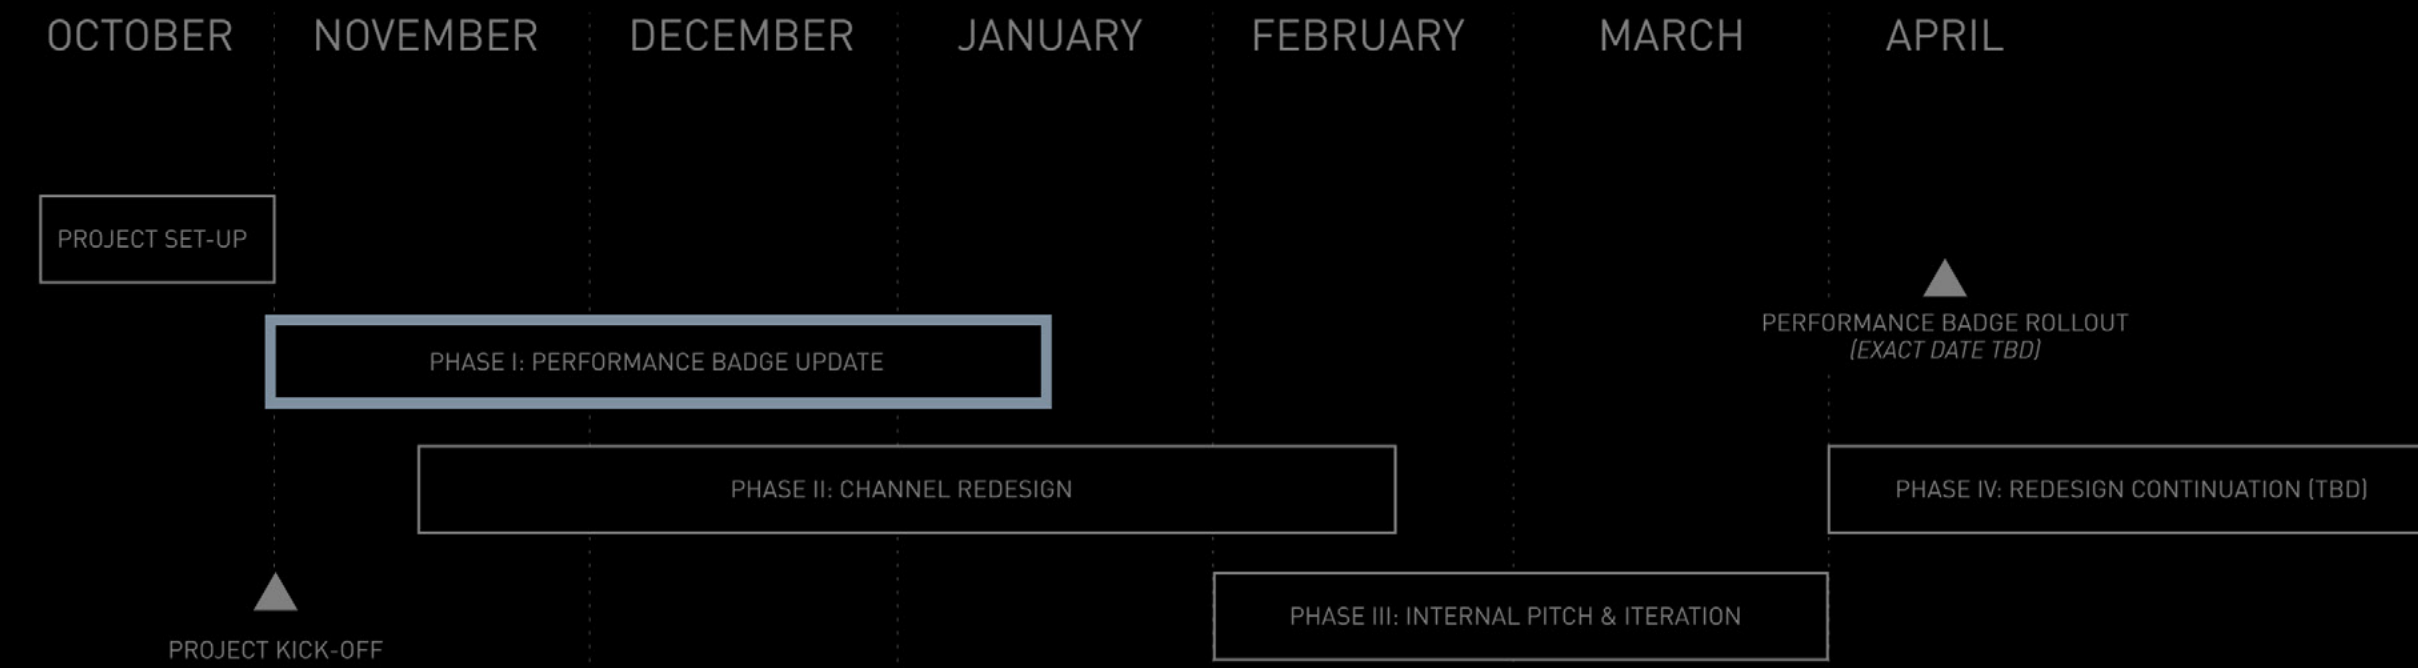 OCTOBER
NOVEMBER
DECEMBER
JANUARY
FEBRUARY
MARCH
APRIL
PROJECT SET-UP
PERFORMANCE BADGE ROLLOUT
(EXACT DATE TBD)
PHASE I: PERFORMANCE BADGE UPDATE
PHASE II: CHANNEL REDESIGN
PHASE IV: REDESIGN CONTINUATION (TBD)
PHASE III: INTERNAL PITCH & ITERATION
PROJECT KICK-OFF